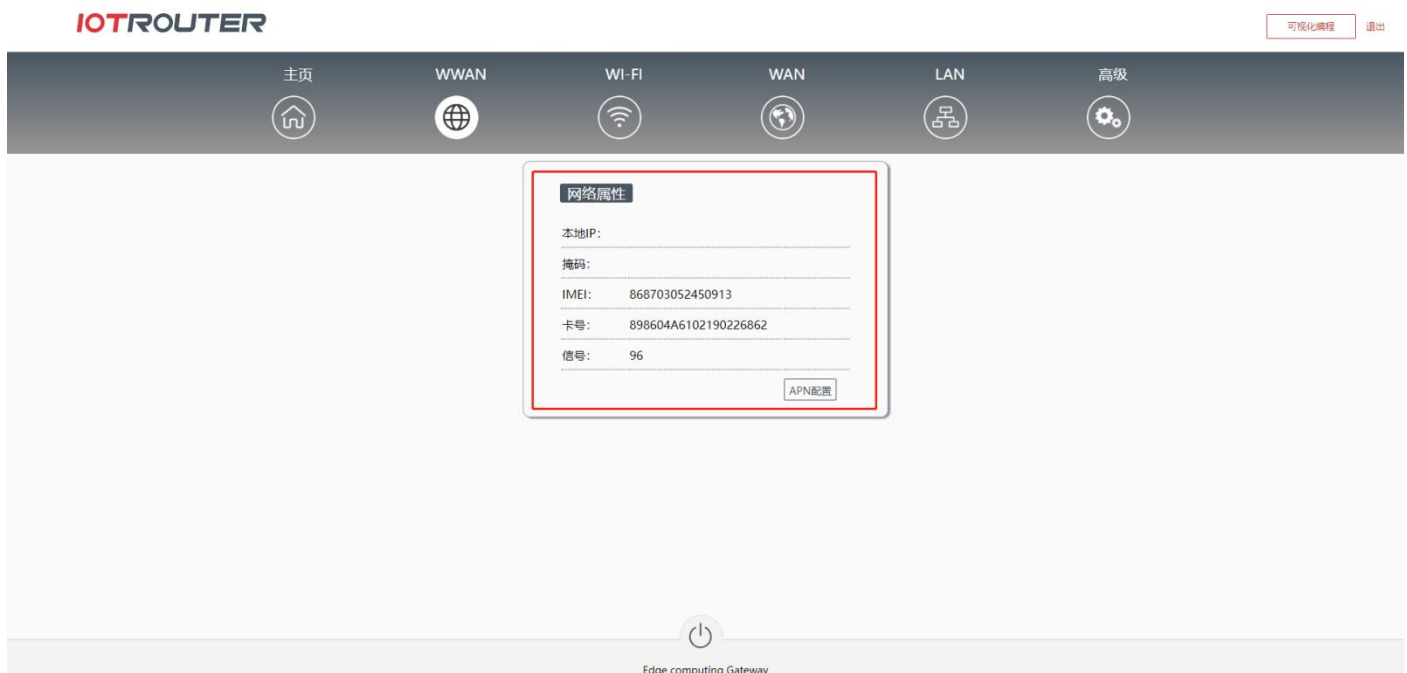 IOTROUTER
可视化编程 退出
主页 WWAN WI-FI WAN LAN 高级
网络属性
本地IP:
掩码:
IMEI: 868703052450913
卡号: 898604A6102190226862
信号: 96
APN配置
Edge computing Gateway